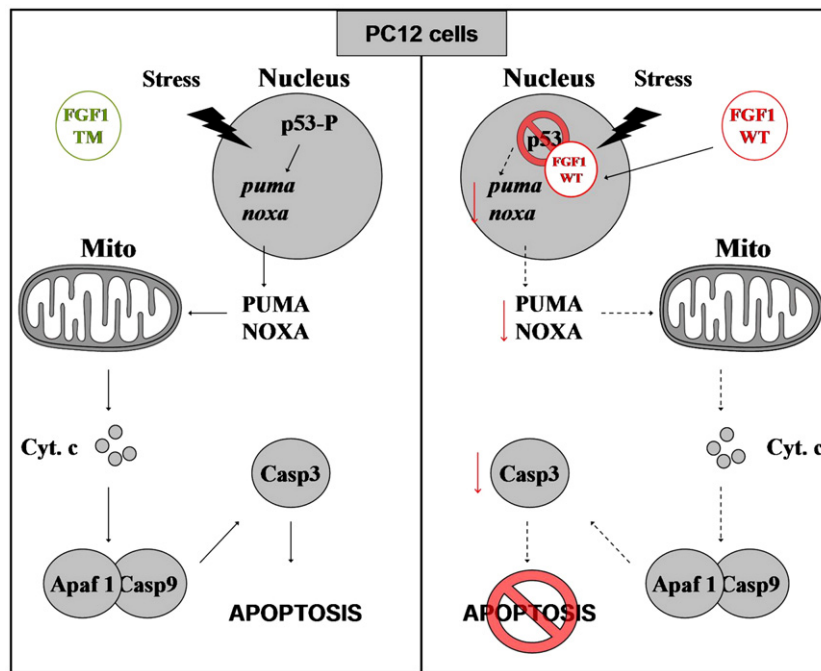 PC12 cells
Stress
Nucleus
FGF1
TM
p53-P
puma
noxa
Mito
PUMA
NOXA
Cyt. c
Casp3
Apaf 1
Casp9
APOPTOSIS
Nucleus
Stress
p53
FGF1
WT
FGF1
WT
puma
noxa
PUMA
NOXA
Mito
Casp3
Cyt. c
Apaf 1
Casp9
APOPTOSIS